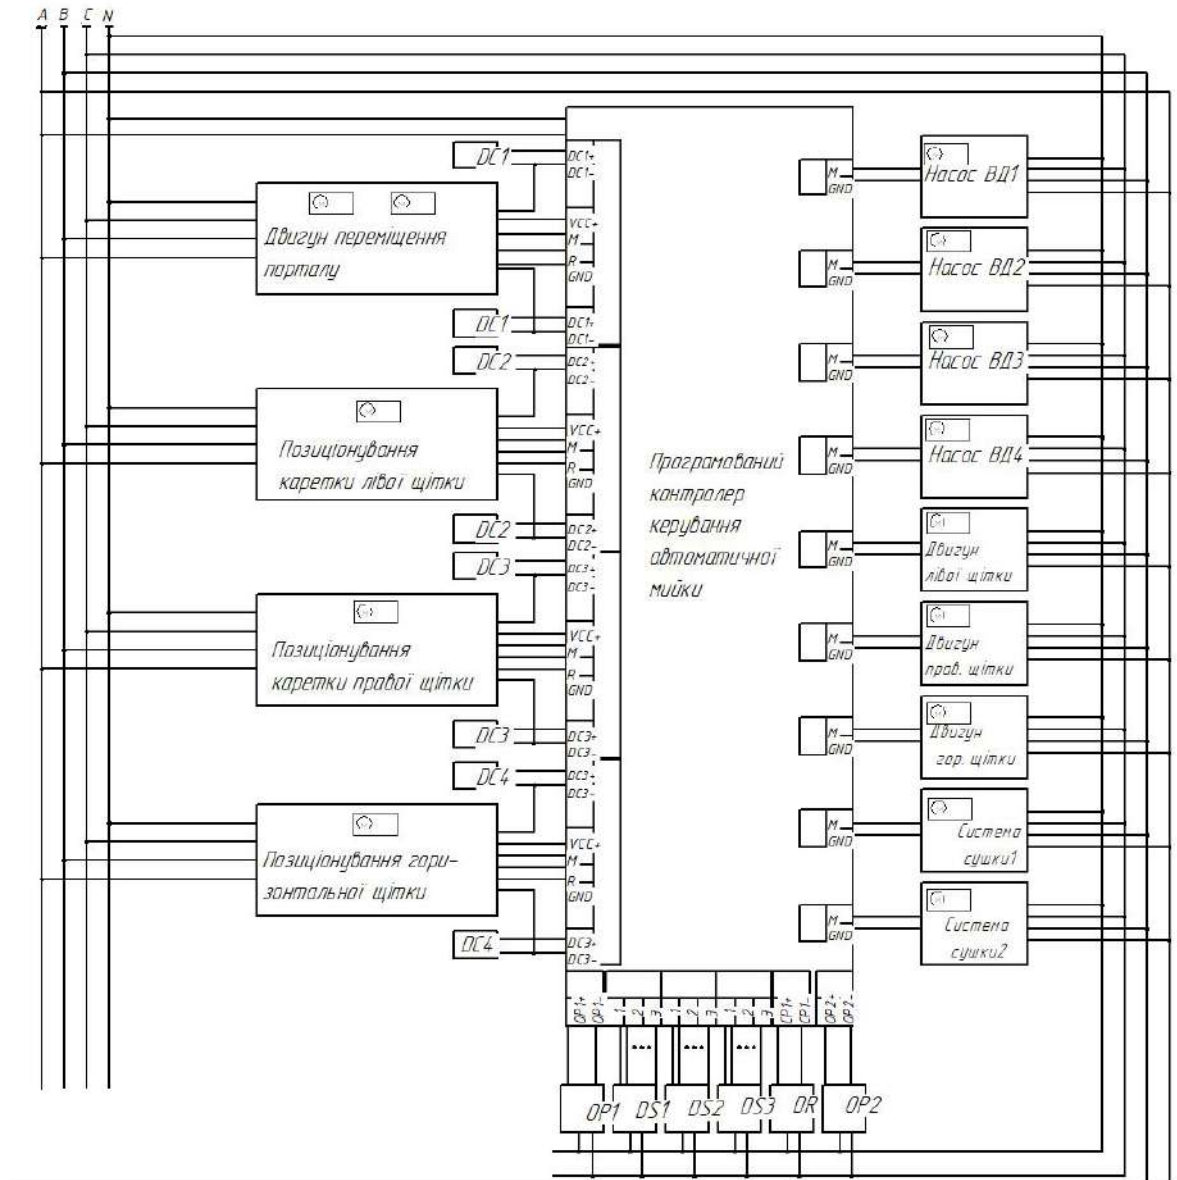 A B C N
DC1
DC1+
DC1-
Двигун переміщення
порталу
VCC+
M
R
GND
DC1
DC1+
DC1-
DC2
DC2+
DC2-
Позиціонування
каретки лівої щітки
VCC+
M
R
GND
DC2
DC2+
DC2-
DC3
DC3+
DC3-
Позиціонування
каретки правої щітки
VCC+
M
R
GND
DC3
DC3+
DC3-
DC4
DC3+
DC3-
Позиціонування гори-
зонтальної щітки
VCC+
M
R
GND
DC4
DC3+
DC3-
Програмований
контролер
керування
автоматичної
мийки
M
GND
Насос ВД1
M
GND
Насос ВД2
M
GND
Насос ВД3
M
GND
Насос ВД4
M
GND
Двигун
лівої щітки
M
GND
Двигун
прав. щітки
M
GND
Двигун
гор. щітки
M
GND
Система
сушки1
M
GND
Система
сушки2
OP1+ OP1- 1 2 3 1 2 3 1 2 3 CP1+ CP1- OP2+ OP2-
OP1 DS1 DS2 DS3 DR OP2